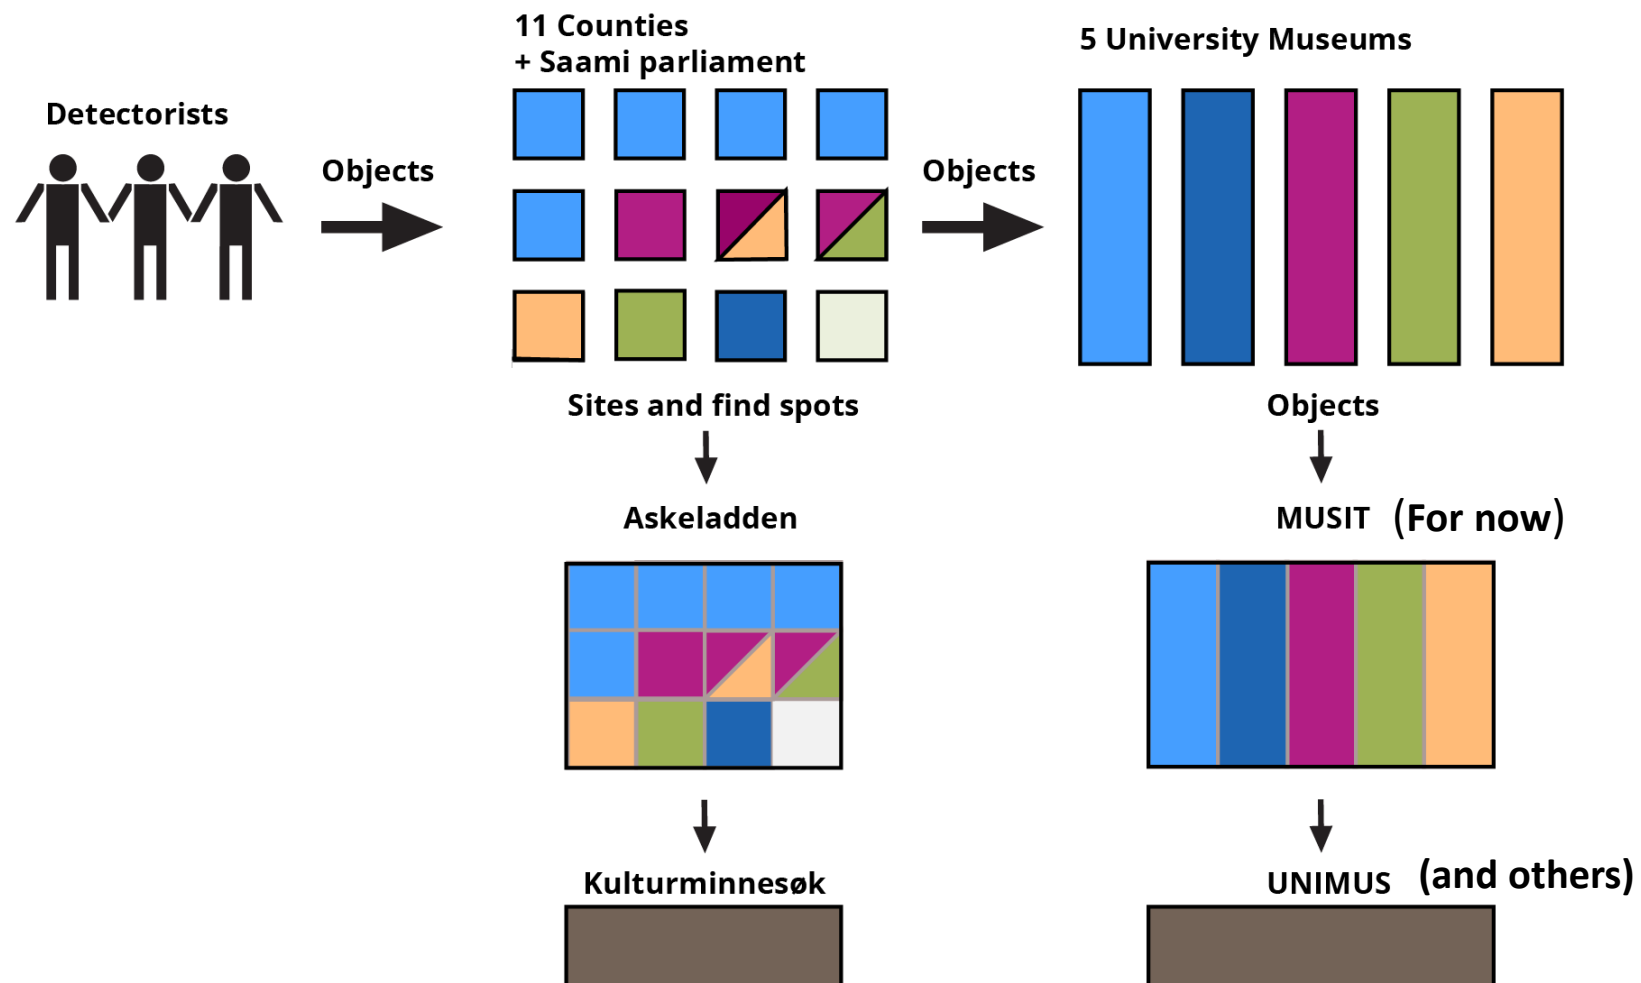 Detectorists
Objects
11 Counties
+ Saami parliament
Objects
5 University Museums
Sites and find spots
Objects
Askeladden
MUSIT (For now)
Kulturminnesøk
UNIMUS (and others)